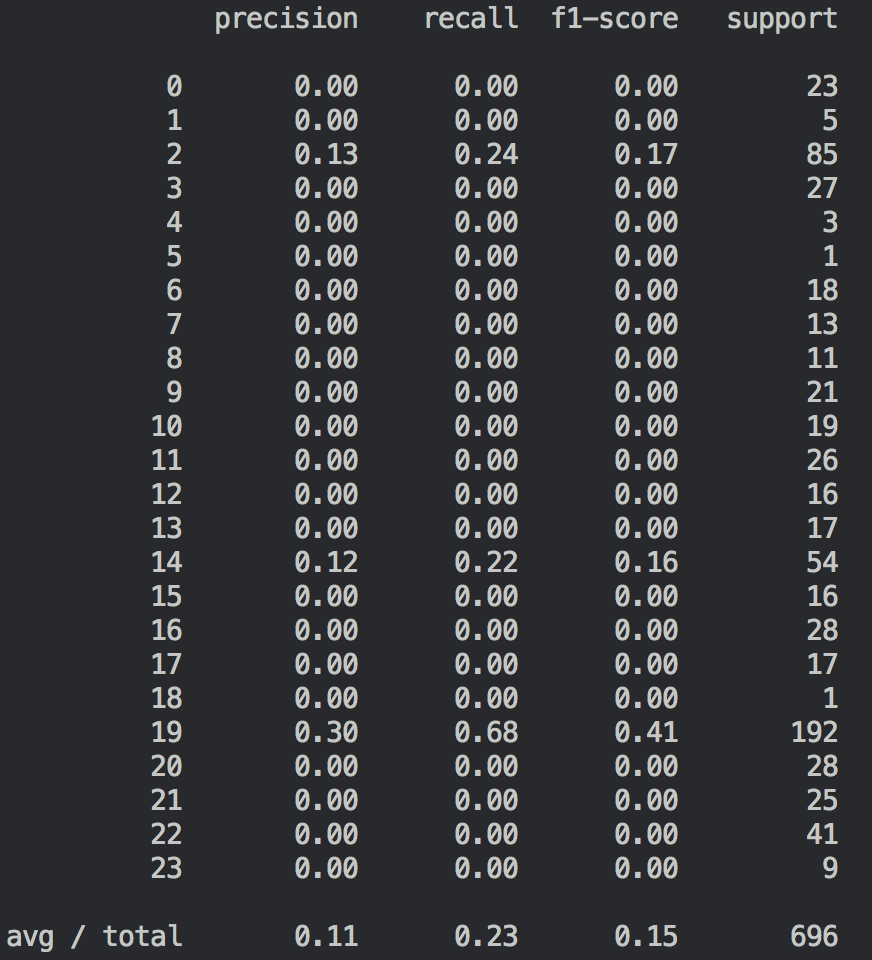 precision recall f1-score support
0 0.00 0.00 0.00 23
1 0.00 0.00 0.00 5
2 0.13 0.24 0.17 85
3 0.00 0.00 0.00 27
4 0.00 0.00 0.00 3
5 0.00 0.00 0.00 1
6 0.00 0.00 0.00 18
7 0.00 0.00 0.00 13
8 0.00 0.00 0.00 11
9 0.00 0.00 0.00 21
10 0.00 0.00 0.00 19
11 0.00 0.00 0.00 26
12 0.00 0.00 0.00 16
13 0.00 0.00 0.00 17
14 0.12 0.22 0.16 54
15 0.00 0.00 0.00 16
16 0.00 0.00 0.00 28
17 0.00 0.00 0.00 17
18 0.00 0.00 0.00 1
19 0.30 0.68 0.41 192
20 0.00 0.00 0.00 28
21 0.00 0.00 0.00 25
22 0.00 0.00 0.00 41
23 0.00 0.00 0.00 9
avg / total 0.11 0.23 0.15 696